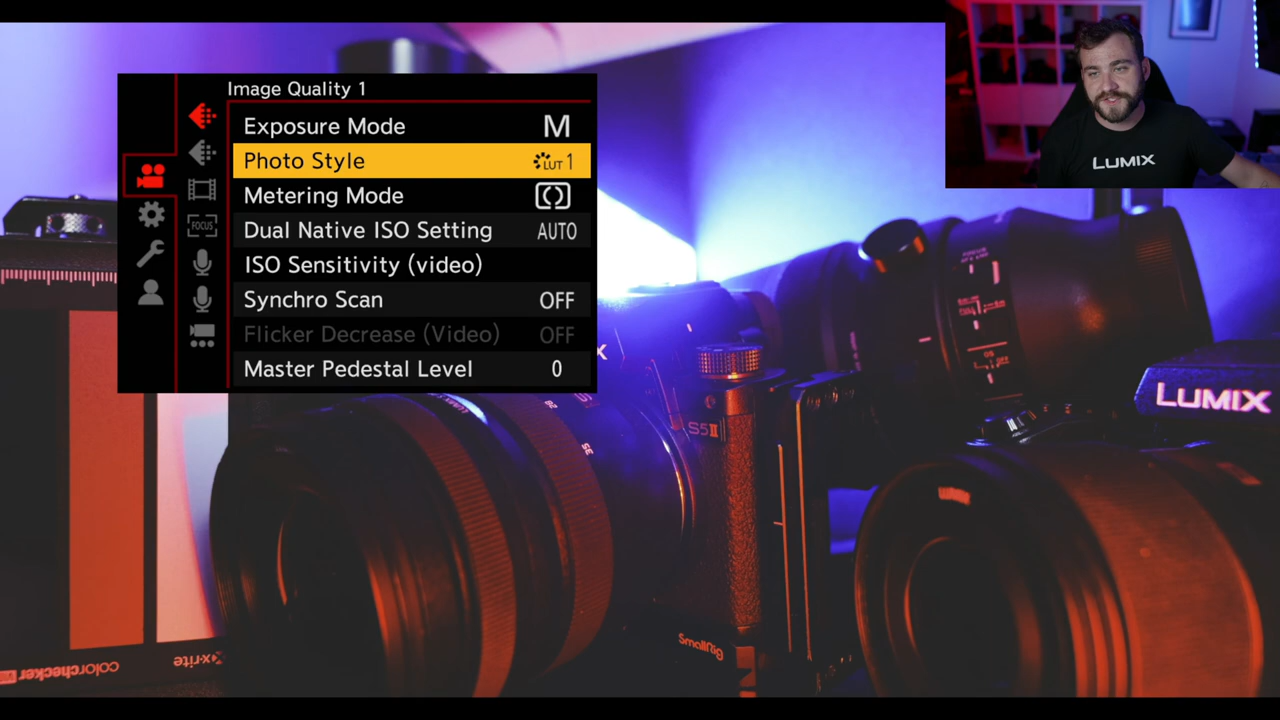 Image Quality 1
Exposure Mode M
Photo Style LUT 1
Metering Mode
Dual Native ISO Setting AUTO
FOCUS
ISO Sensitivity (video)
Synchro Scan OFF
Flicker Decrease (Video) OFF
Master Pedestal Level 0
LUMIX
LUMIX
S5II
SmallRig
colorchecker
x-rite